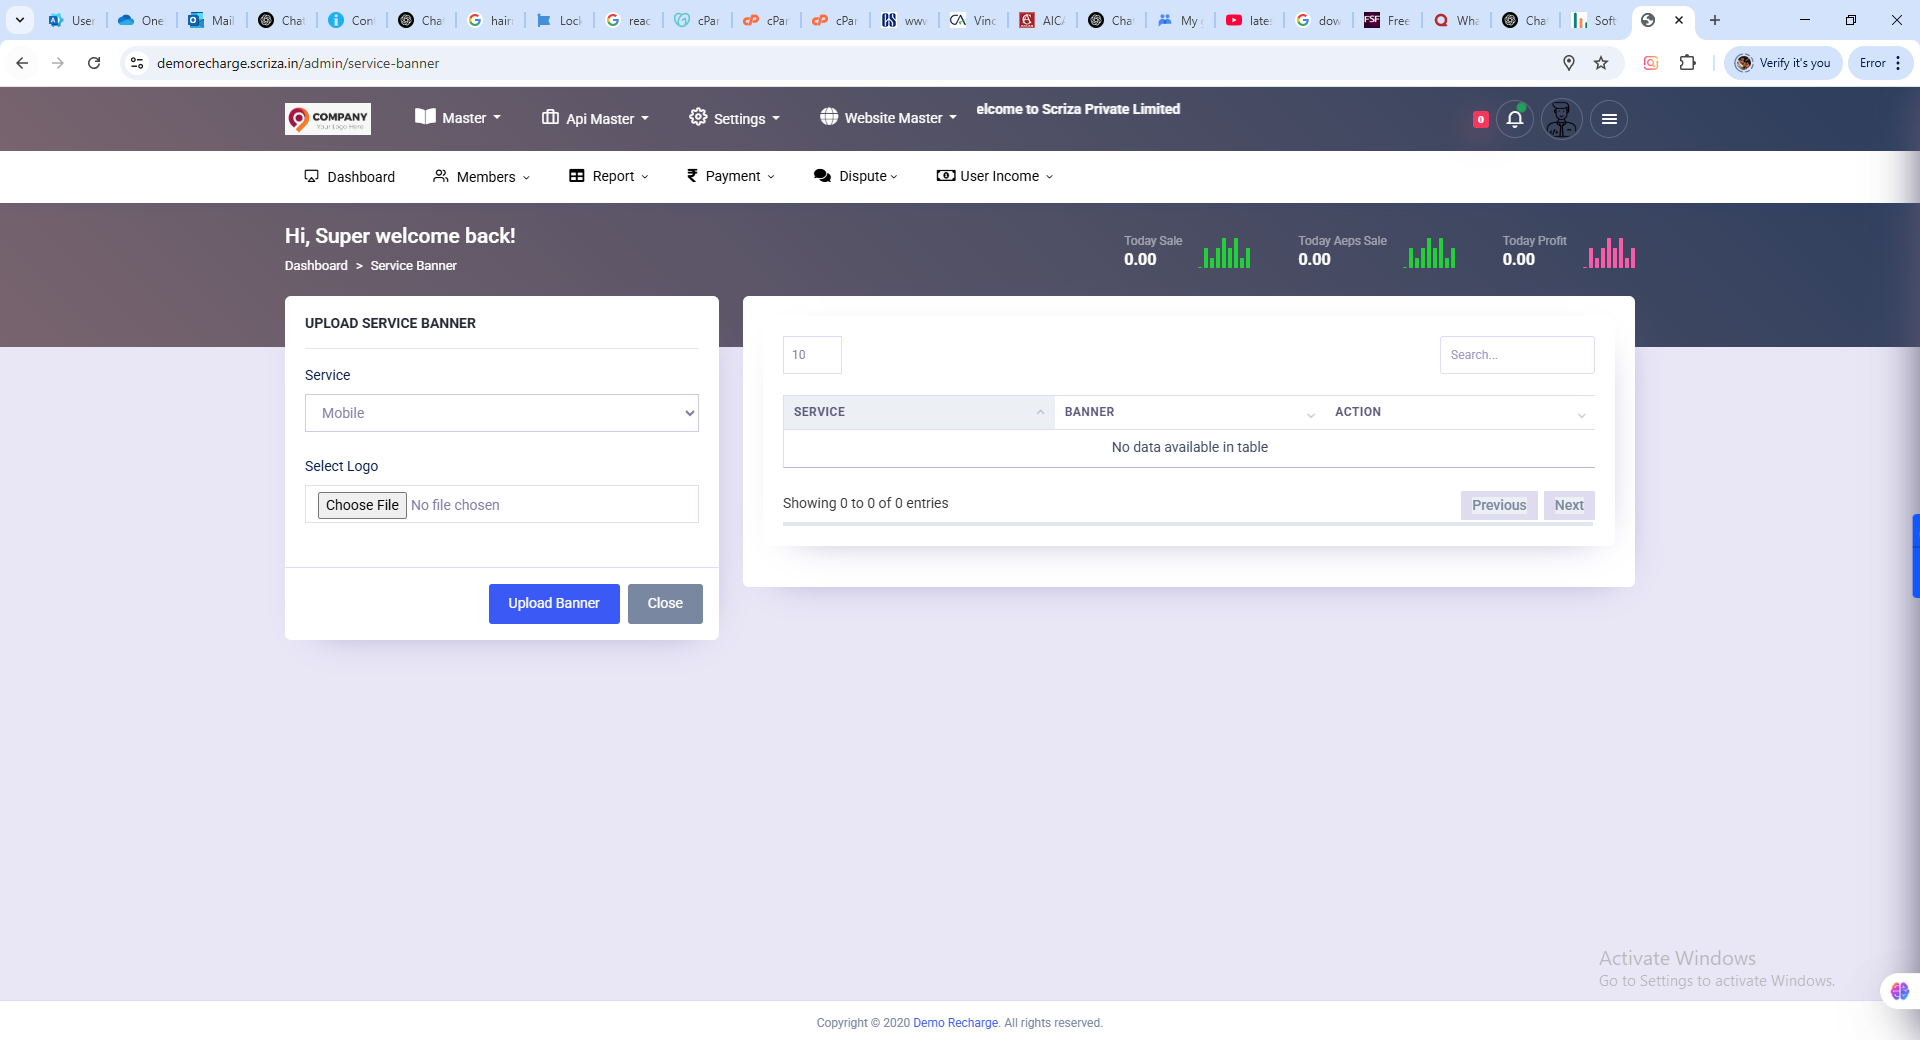 User
One
Mail
Chat
Con
Chat
hair
Lock
reac
cPar
cPar
cPar
www
Vinc
AICA
Chat
My
late
dow
Free
Wha
Chat
Soft
demorecharge.scriza.in/admin/service-banner
Verify it's you
Error
COMPANY
Your Logo Here
Master
Api Master
Settings
Website Master
elcome to Scriza Private Limited
0
Dashboard
Members
Report
Payment
Dispute
User Income
Hi, Super welcome back!
Dashboard > Service Banner
Today Sale
0.00
Today Aeps Sale
0.00
Today Profit
0.00
UPLOAD SERVICE BANNER
Service
Mobile
Select Logo
Choose File No file chosen
Upload Banner
Close
10
Search...
SERVICE
BANNER
ACTION
No data available in table
Showing 0 to 0 of 0 entries
Previous
Next
Activate Windows
Go to Settings to activate Windows.
Copyright © 2020 Demo Recharge. All rights reserved.